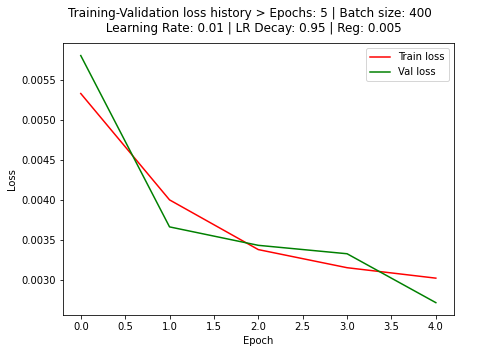 Training-Validation loss history > Epochs: 5 | Batch size: 400
Learning Rate: 0.01 | LR Decay: 0.95 | Reg: 0.005
Train loss
Val loss
Loss
0.0055
0.0050
0.0045
0.0040
0.0035
0.0030
0.0 0.5 1.0 1.5 2.0 2.5 3.0 3.5 4.0
Epoch